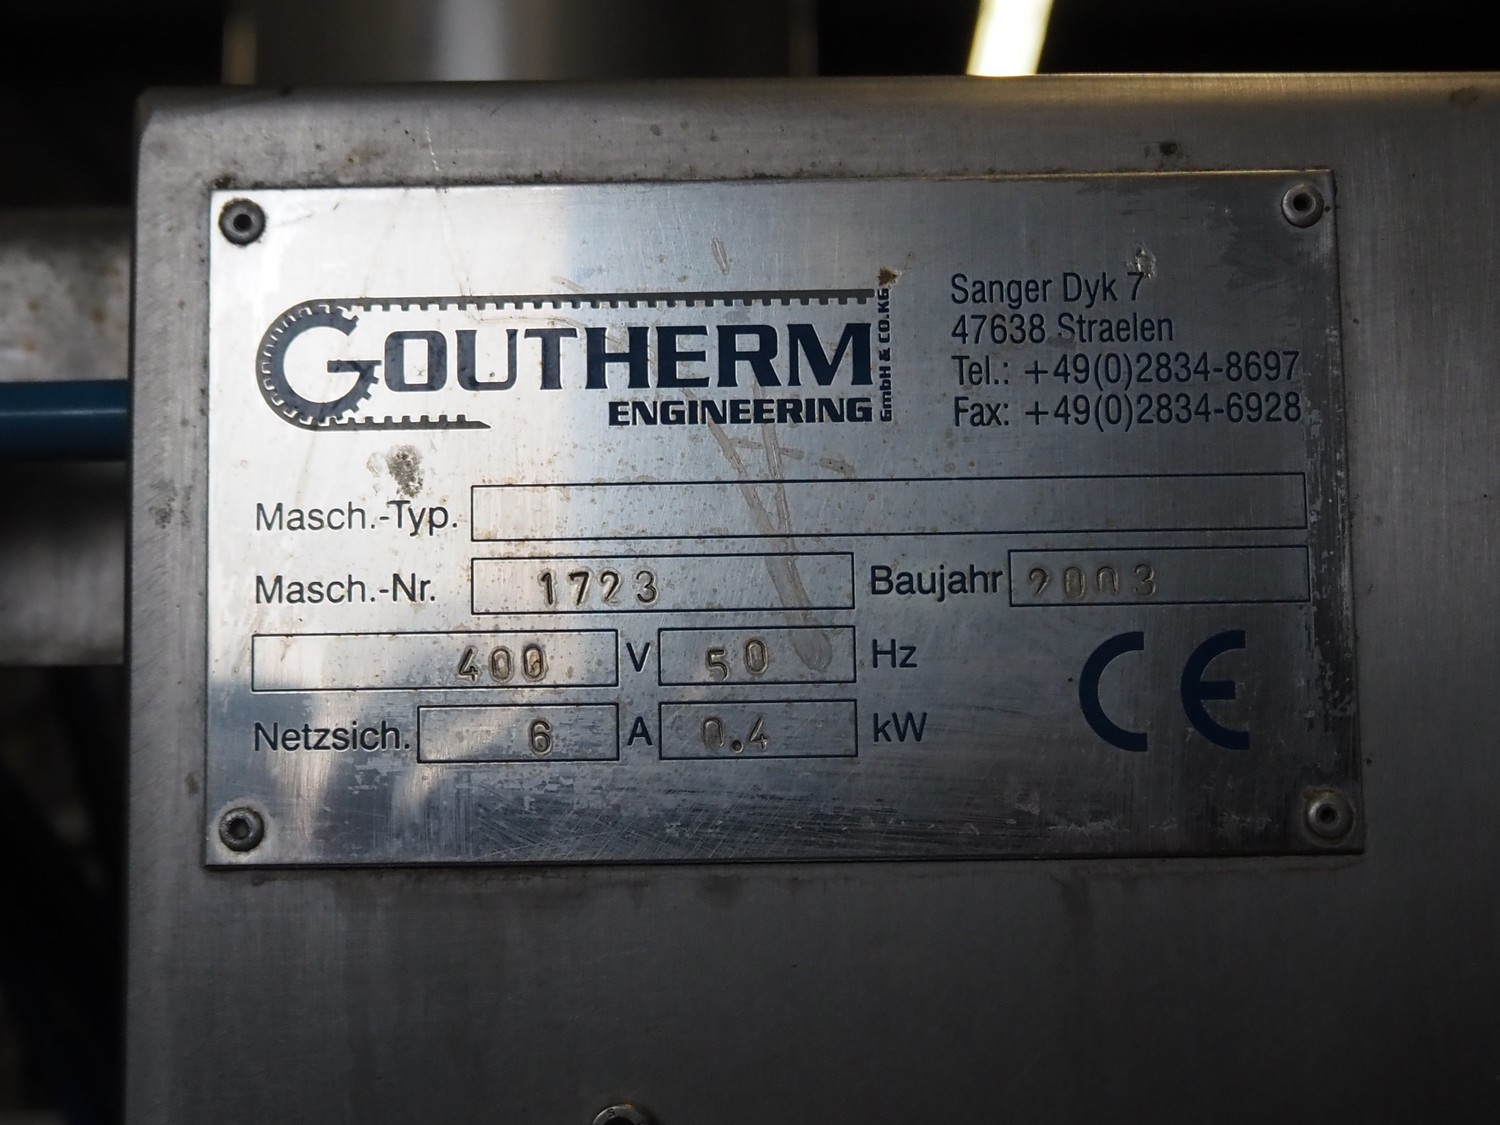 GOUTHERM
ENGINEERING
GmbH & CO.KG
Sanger Dyk 7
47638 Straelen
Tel.: +49(0)2834-8697
Fax: +49(0)2834-6928
Masch.-Typ.
Masch.-Nr. 1723 Baujahr 2003
400 V 50 Hz
Netzsich. 6 A 0.4 kW
CE